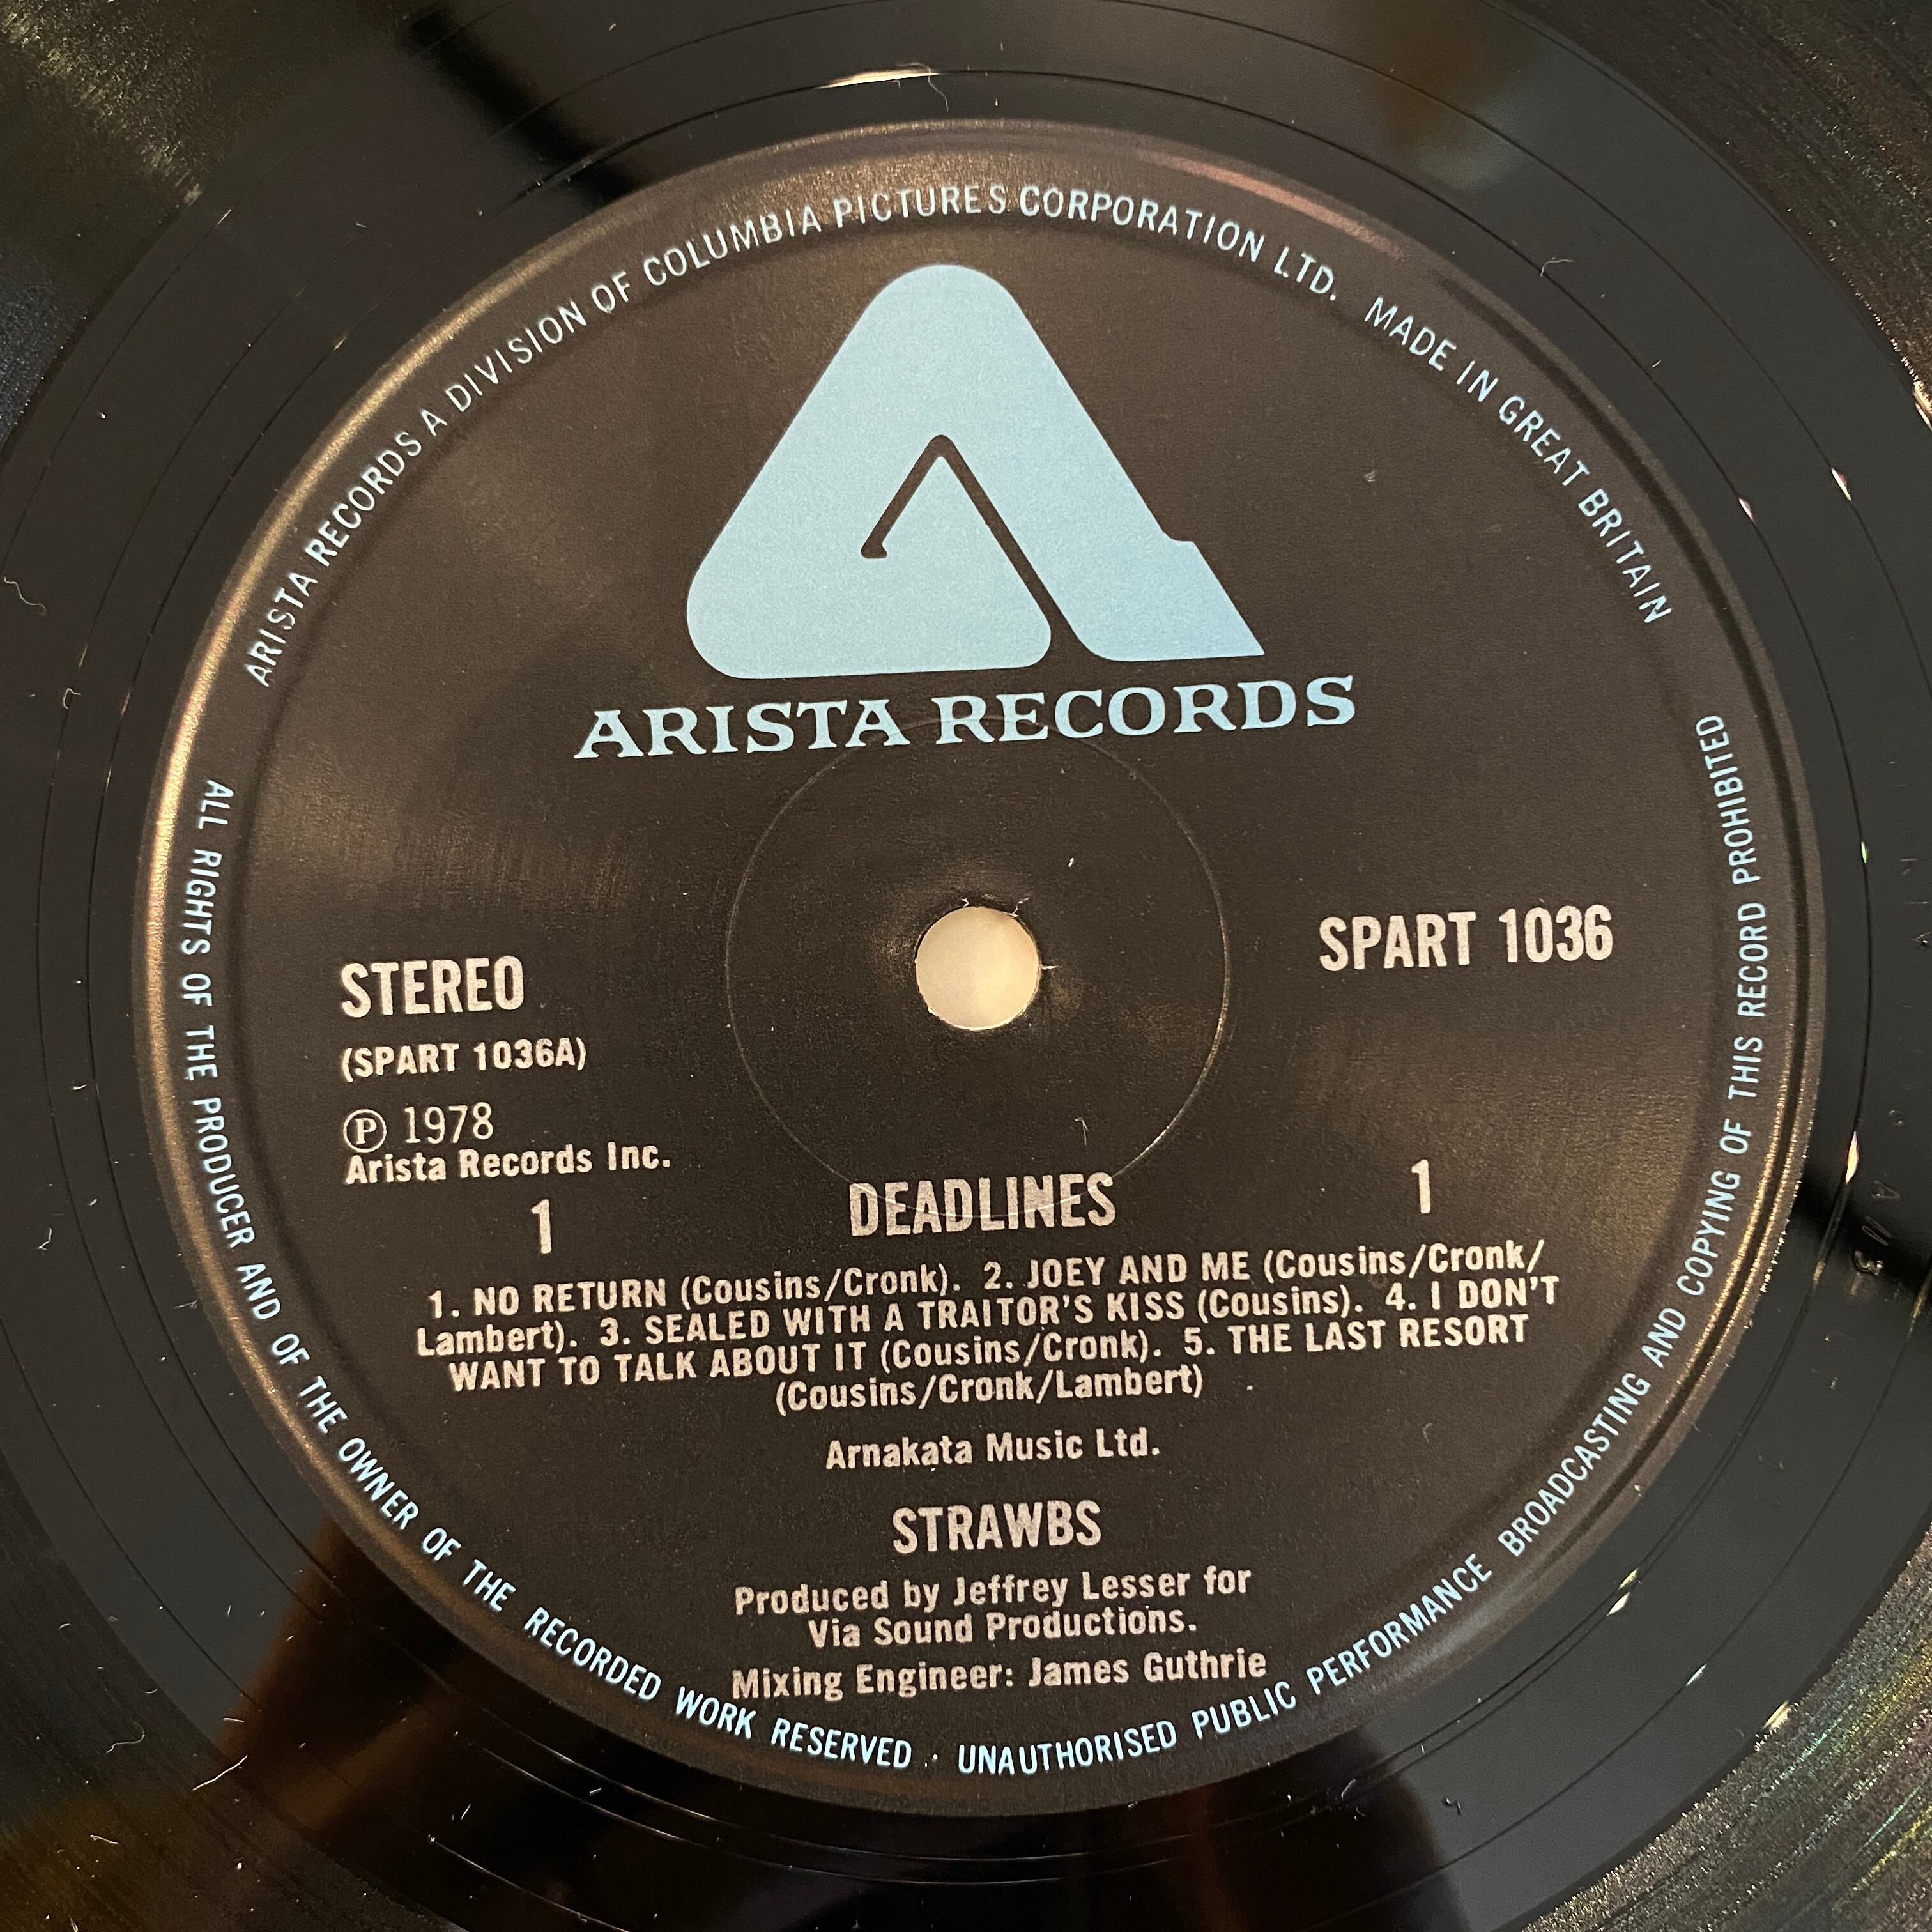 ARISTA RECORDS A DIVISION OF COLUMBIA PICTURES CORPORATION LTD. MADE IN GREAT BRITAIN
ARISTA RECORDS
STEREO
SPART 1036
(SPART 1036A)
Ⓟ 1978
Arista Records Inc.
1
DEADLINES
1
1. NO RETURN (Cousins/Cronk). 2. JOEY AND ME (Cousins/Cronk/
Lambert). 3. SEALED WITH A TRAITOR'S KISS (Cousins). 4. I DON'T
WANT TO TALK ABOUT IT (Cousins/Cronk). 5. THE LAST RESORT
(Cousins/Cronk/Lambert)
Arnakata Music Ltd.
STRAWBS
Produced by Jeffrey Lesser for
Via Sound Productions.
Mixing Engineer: James Guthrie
ALL RIGHTS OF THE PRODUCER AND OF THE OWNER OF THE RECORDED WORK RESERVED · UNAUTHORISED PUBLIC PERFORMANCE BROADCASTING AND COPYING OF THIS RECORD PROHIBITED